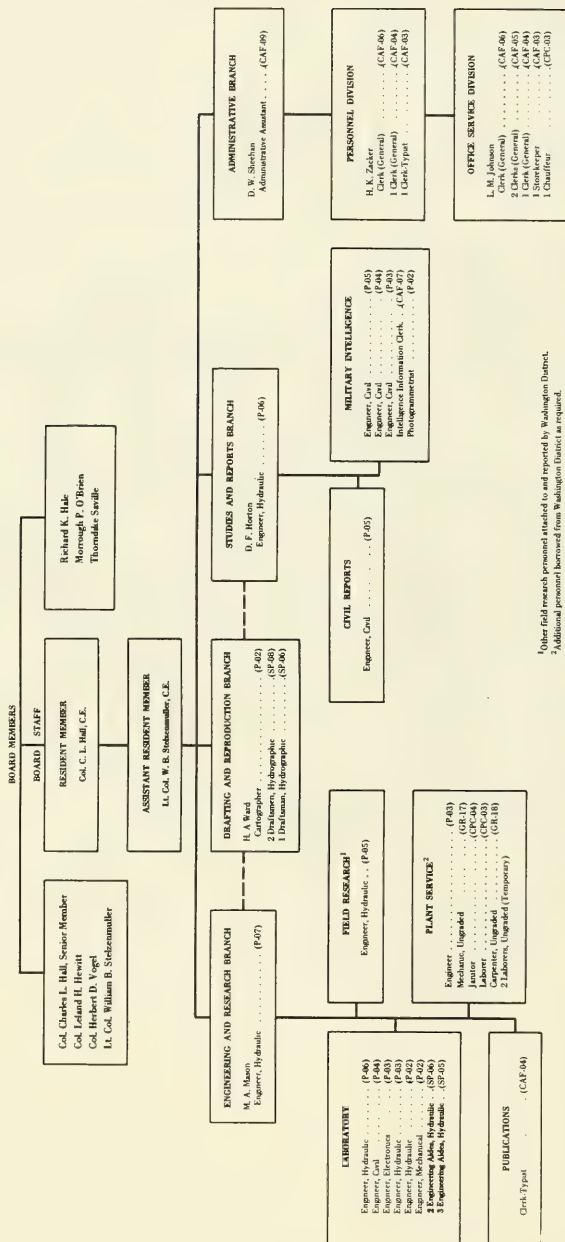 BOARD MEMBERS
Col. Charles L. Hall, Senior Member
Col. Leland H. Hewitt
Col. Herbert D. Vogel
Lt. Col. William B. Stelzenmuller
Richard K. Hale
Morrough P. O'Brien
Thorndike Saville
BOARD STAFF
RESIDENT MEMBER
Col. C. L. Hall, C.E.
ASSISTANT RESIDENT MEMBER
Lt. Col. W. B. Stelzenmuller, C.E.
ENGINEERING AND RESEARCH BRANCH
M. A. Mason
Engineer, Hydraulic . . . . . . . . . (P-07)
DRAFTING AND REPRODUCTION BRANCH
H. A Ward
Cartographer . . . . . . . . . . . . (P-02)
2 Draftsmen, Hydrographic . . . . . (SP-08)
1 Draftsman, Hydrographic . . . . . (SP-06)
STUDIES AND REPORTS BRANCH
D. F. Horton
Engineer, Hydraulic . . . . . . . (P-06)
ADMINISTRATIVE BRANCH
D. W. Sheehan
Administrative Assistant . . . . . (CAF-09)
LABORATORY
Engineer, Hydraulic . . . . . . . . (P-06)
Engineer, Civil . . . . . . . . . . (P-04)
Engineer, Electronics . . . . . . . (P-03)
Engineer, Hydraulic . . . . . . . . (P-03)
Engineer, Hydraulic . . . . . . . . (P-02)
Engineer, Mechanical . . . . . . . (P-02)
2 Engineering Aides, Hydraulic . . (SP-06)
3 Engineering Aides, Hydraulic . . (SP-05)
FIELD RESEARCH¹
Engineer, Hydraulic . . (P-05)
PUBLICATIONS
Clerk-Typist . . (CAF-04)
PLANT SERVICE²
Engineer . . . . . . . . . . . . . (P-03)
Mechanic, Ungraded . . . . . . . . (GR-17)
Janitor . . . . . . . . . . . . . (CPC-04)
Laborer . . . . . . . . . . . . . (CPC-03)
Carpenter, Ungraded . . . . . . . (GR-18)
2 Laborers, Ungraded (Temporary)
CIVIL REPORTS
Engineer, Civil . . . . . . . . (P-05)
MILITARY INTELLIGENCE
Engineer, Civil . . . . . . . . . (P-05)
Engineer, Civil . . . . . . . . . (P-04)
Engineer, Civil . . . . . . . . . (P-03)
Intelligence Information Clerk . . (CAF-07)
Photogrammetrist . . . . . . . . . (P-02)
PERSONNEL DIVISION
H. K. Zacker
Clerk (General) . . . . . . . . (CAF-06)
1 Clerk (General) . . . . . . . (CAF-04)
1 Clerk-Typist . . . . . . . . (CAF-03)
OFFICE SERVICE DIVISION
L. M. Johnson
Clerk (General) . . . . . . . . . (CAF-06)
2 Clerks (General) . . . . . . . . (CAF-05)
1 Clerk (General) . . . . . . . . (CAF-04)
1 Storekeeper . . . . . . . . . . (CAF-03)
1 Chauffeur . . . . . . . . . . . (CPC-03)
¹Other field research personnel attached to and reported by Washington District.
²Additional personnel borrowed from Washington District as required.